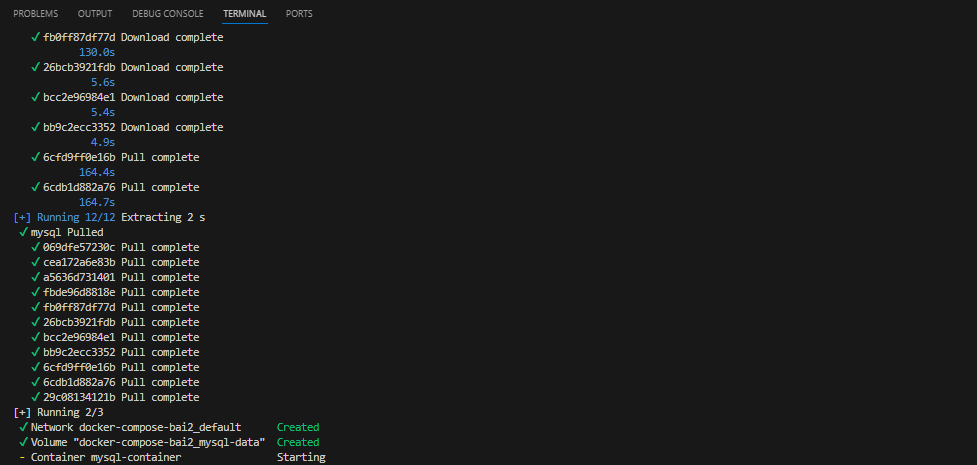 PROBLEMS OUTPUT DEBUG CONSOLE TERMINAL PORTS
✓ fb0ff87df77d Download complete
130.0s
✓ 26bcb3921fdb Download complete
5.6s
✓ bcc2e96984e1 Download complete
5.4s
✓ bb9c2ecc3352 Download complete
4.9s
✓ 6cfd9ff0e16b Pull complete
164.4s
✓ 6cdb1d882a76 Pull complete
164.7s
[+] Running 12/12 Extracting 2 s
✓ mysql Pulled
✓ 069dfe57230c Pull complete
✓ cea172a6e83b Pull complete
✓ a5636d731401 Pull complete
✓ fbde96d8818e Pull complete
✓ fb0ff87df77d Pull complete
✓ 26bcb3921fdb Pull complete
✓ bcc2e96984e1 Pull complete
✓ bb9c2ecc3352 Pull complete
✓ 6cfd9ff0e16b Pull complete
✓ 6cdb1d882a76 Pull complete
✓ 29c08134121b Pull complete
[+] Running 2/3
✓ Network docker-compose-bai2_default Created
✓ Volume "docker-compose-bai2_mysql-data" Created
- Container mysql-container Starting